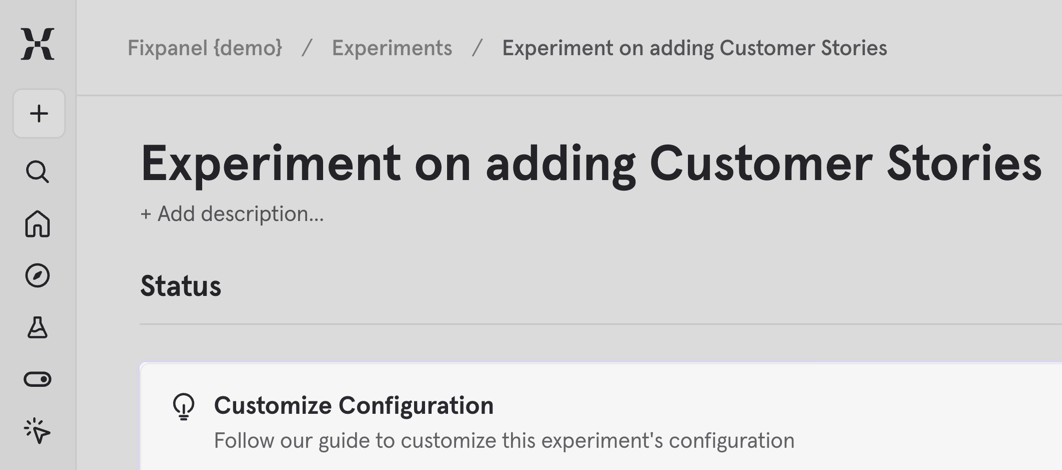 Fixpanel {demo} / Experiments / Experiment on adding Customer Stories
Experiment on adding Customer Stories
+ Add description...
Status
Customize Configuration
Follow our guide to customize this experiment's configuration